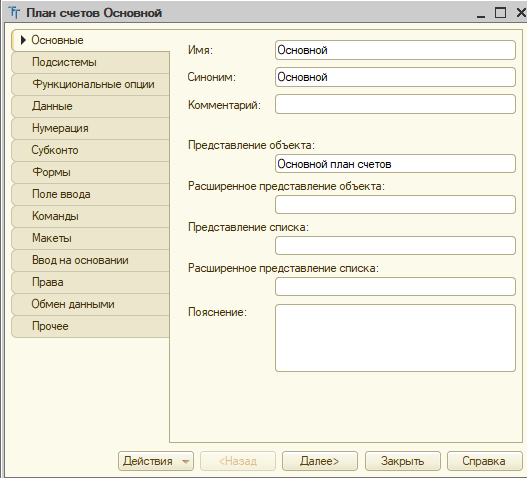 План счетов Основной
Основные
Подсистемы
Функциональные опции
Данные
Нумерация
Субконто
Формы
Поле ввода
Команды
Макеты
Ввод на основании
Права
Обмен данными
Прочее
Имя: Основной
Синоним: Основной
Комментарий:
Представление объекта:
Основной план счетов
Расширенное представление объекта:
Представление списка:
Расширенное представление списка:
Пояснение:
Действия <Назад Далее> Закрыть Справка